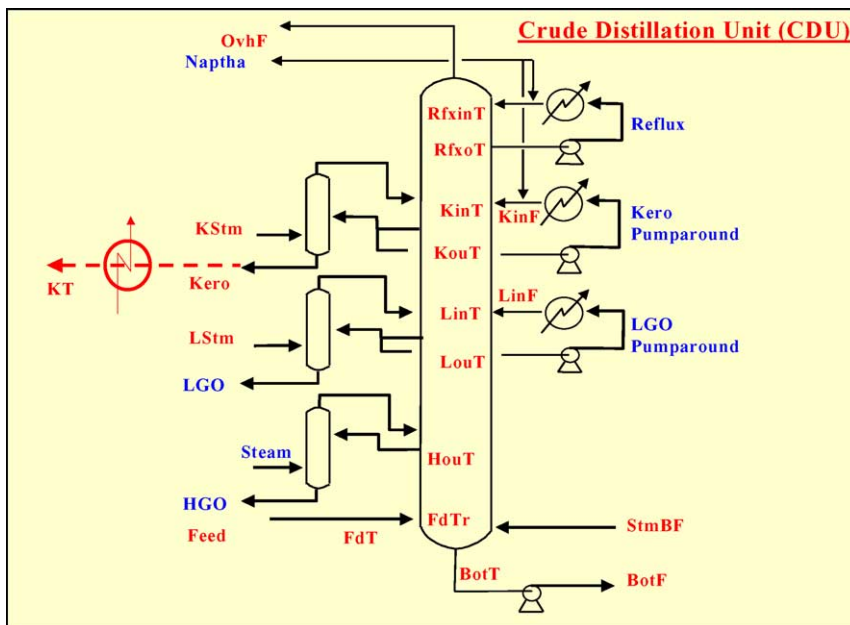 Crude Distillation Unit (CDU)
OvhF
Naptha
RfxinT
Reflux
RfxoT
KinT
KinF
Kero
Pumparound
KStm
KouT
KT
Kero
LinF
LinT
LGO
Pumparound
LStm
LouT
LGO
Steam
HouT
HGO
FdTr
Feed
FdT
StmBF
BotT
BotF